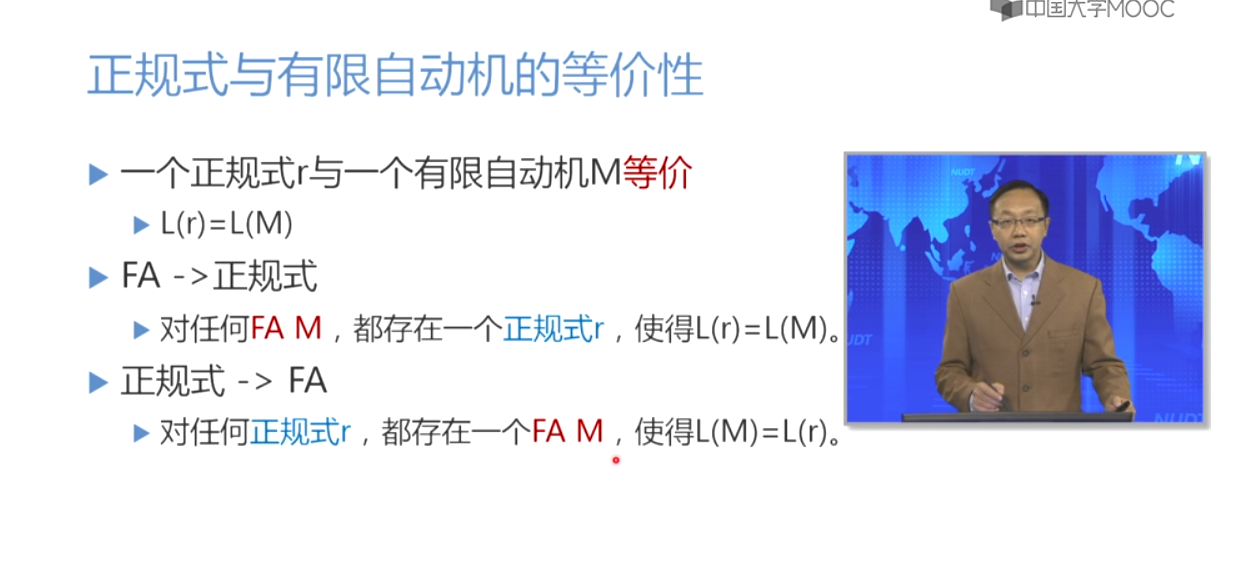 中国大学MOOC
正规式与有限自动机的等价性
一个正规式r与一个有限自动机M等价
L(r)=L(M)
FA ->正规式
对任何FA M，都存在一个正规式r，使得L(r)=L(M)。
正规式 -> FA
对任何正规式r，都存在一个FA M，使得L(M)=L(r)。
NUDT